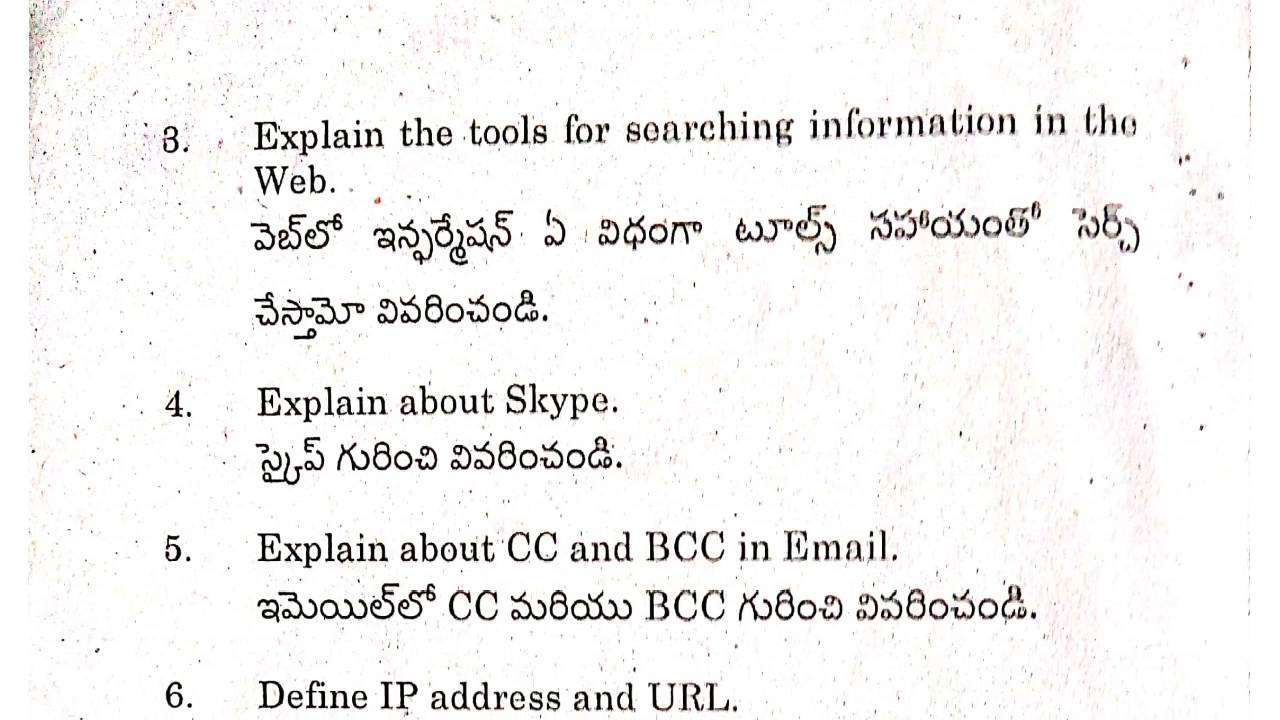 3. Explain the tools for searching information in the
Web.
వెబ్‌లో ఇన్ఫర్మేషన్ ఏ విధంగా టూల్స్ సహాయంతో సెర్చ్
చేస్తామో వివరించండి.
4. Explain about Skype.
స్కైప్ గురించి వివరించండి.
5. Explain about CC and BCC in Email.
ఇమెయిల్‌లో CC మరియు BCC గురించి వివరించండి.
6. Define IP address and URL.